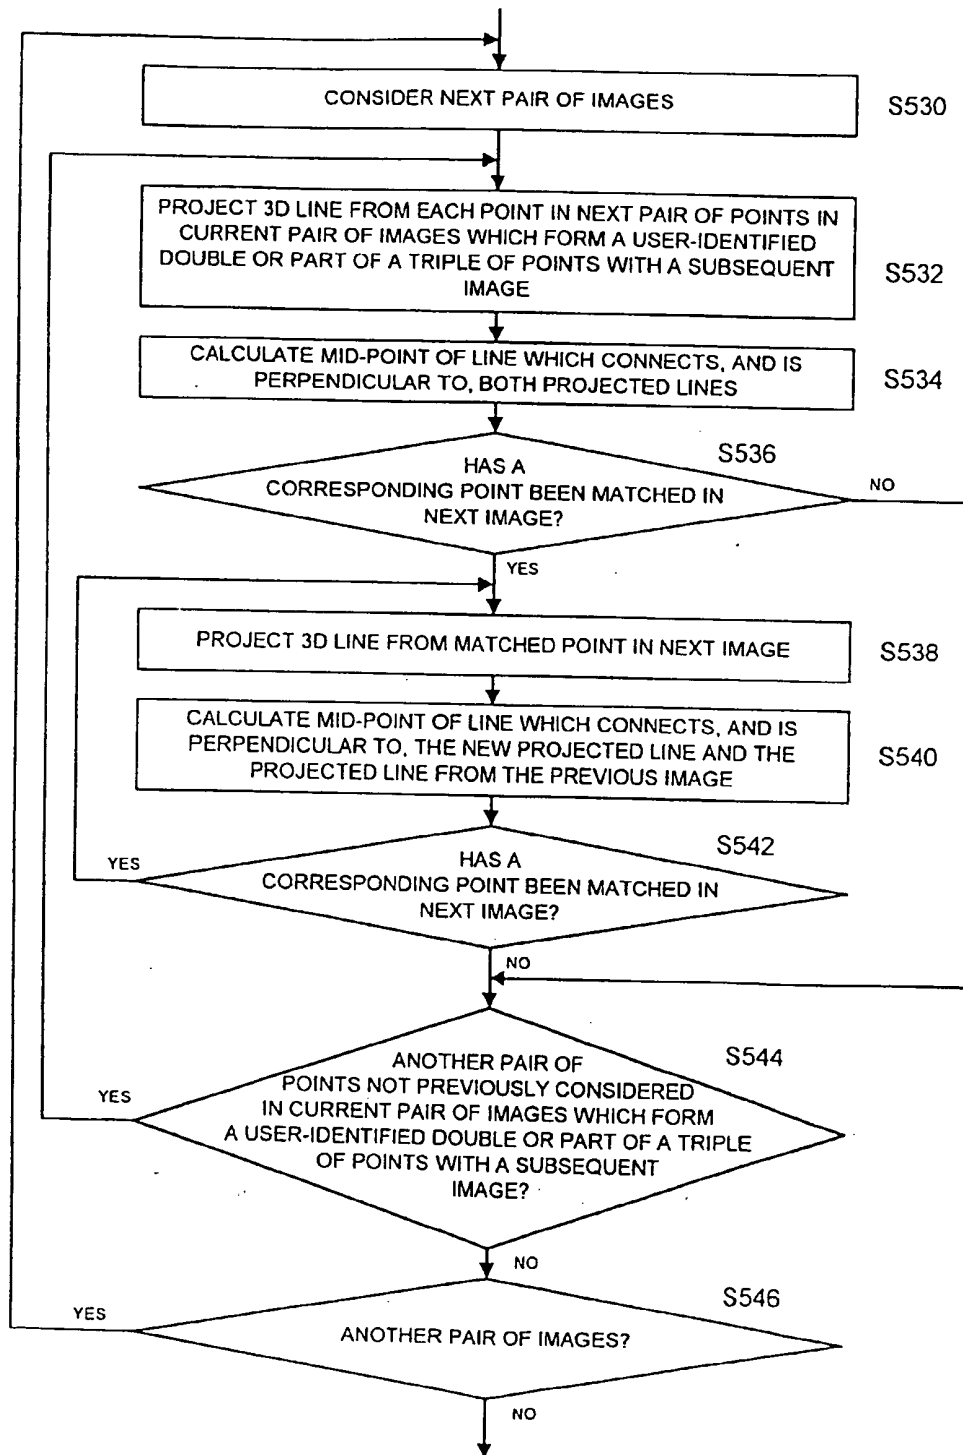 CONSIDER NEXT PAIR OF IMAGES
S530
PROJECT 3D LINE FROM EACH POINT IN NEXT PAIR OF POINTS IN
CURRENT PAIR OF IMAGES WHICH FORM A USER-IDENTIFIED
DOUBLE OR PART OF A TRIPLE OF POINTS WITH A SUBSEQUENT
IMAGE
S532
CALCULATE MID-POINT OF LINE WHICH CONNECTS, AND IS
PERPENDICULAR TO, BOTH PROJECTED LINES
S534
S536
HAS A
CORRESPONDING POINT BEEN MATCHED IN
NEXT IMAGE?
NO
YES
PROJECT 3D LINE FROM MATCHED POINT IN NEXT IMAGE
S538
CALCULATE MID-POINT OF LINE WHICH CONNECTS, AND IS
PERPENDICULAR TO, THE NEW PROJECTED LINE AND THE
PROJECTED LINE FROM THE PREVIOUS IMAGE
S540
S542
YES
HAS A
CORRESPONDING POINT BEEN MATCHED IN
NEXT IMAGE?
NO
S544
YES
ANOTHER PAIR OF
POINTS NOT PREVIOUSLY CONSIDERED
IN CURRENT PAIR OF IMAGES WHICH FORM
A USER-IDENTIFIED DOUBLE OR PART OF A TRIPLE
OF POINTS WITH A SUBSEQUENT
IMAGE?
NO
S546
YES
ANOTHER PAIR OF IMAGES?
NO